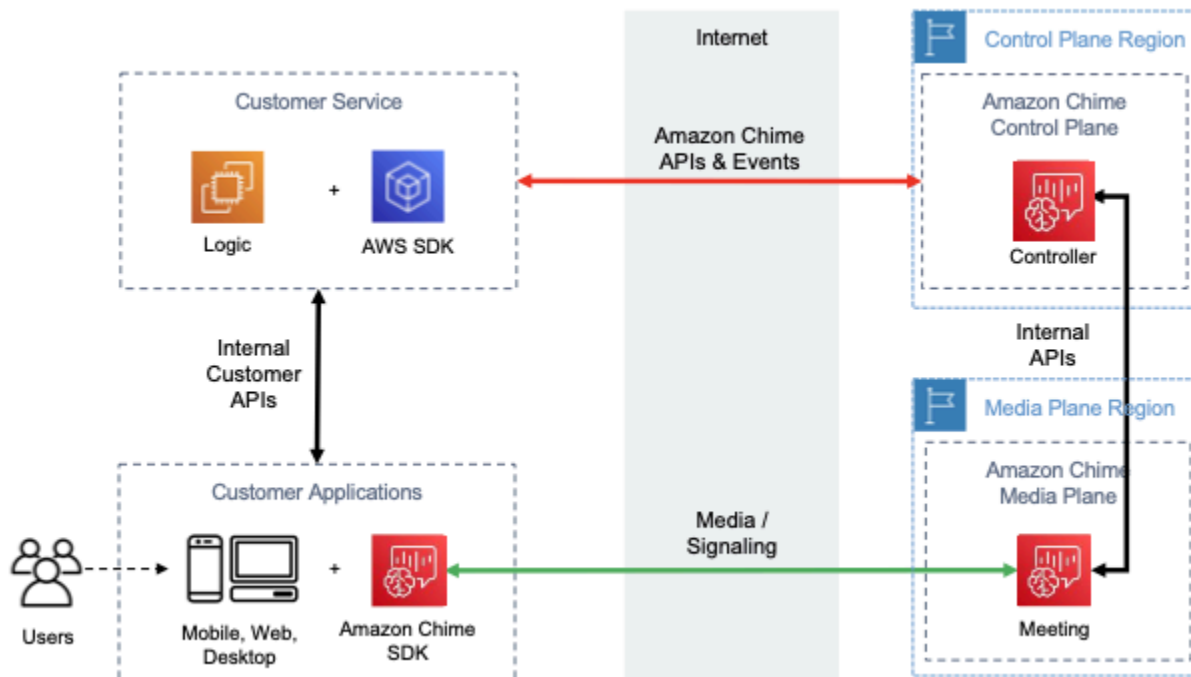 Internet
Control Plane Region
Customer Service
Amazon Chime
Control Plane
Amazon Chime
APIs & Events
+
Logic
AWS SDK
Controller
Internal
Customer
APIs
Internal
APIs
Media Plane Region
Customer Applications
Amazon Chime
Media Plane
Media /
Signaling
+
Users
Mobile, Web,
Desktop
Amazon Chime
SDK
Meeting